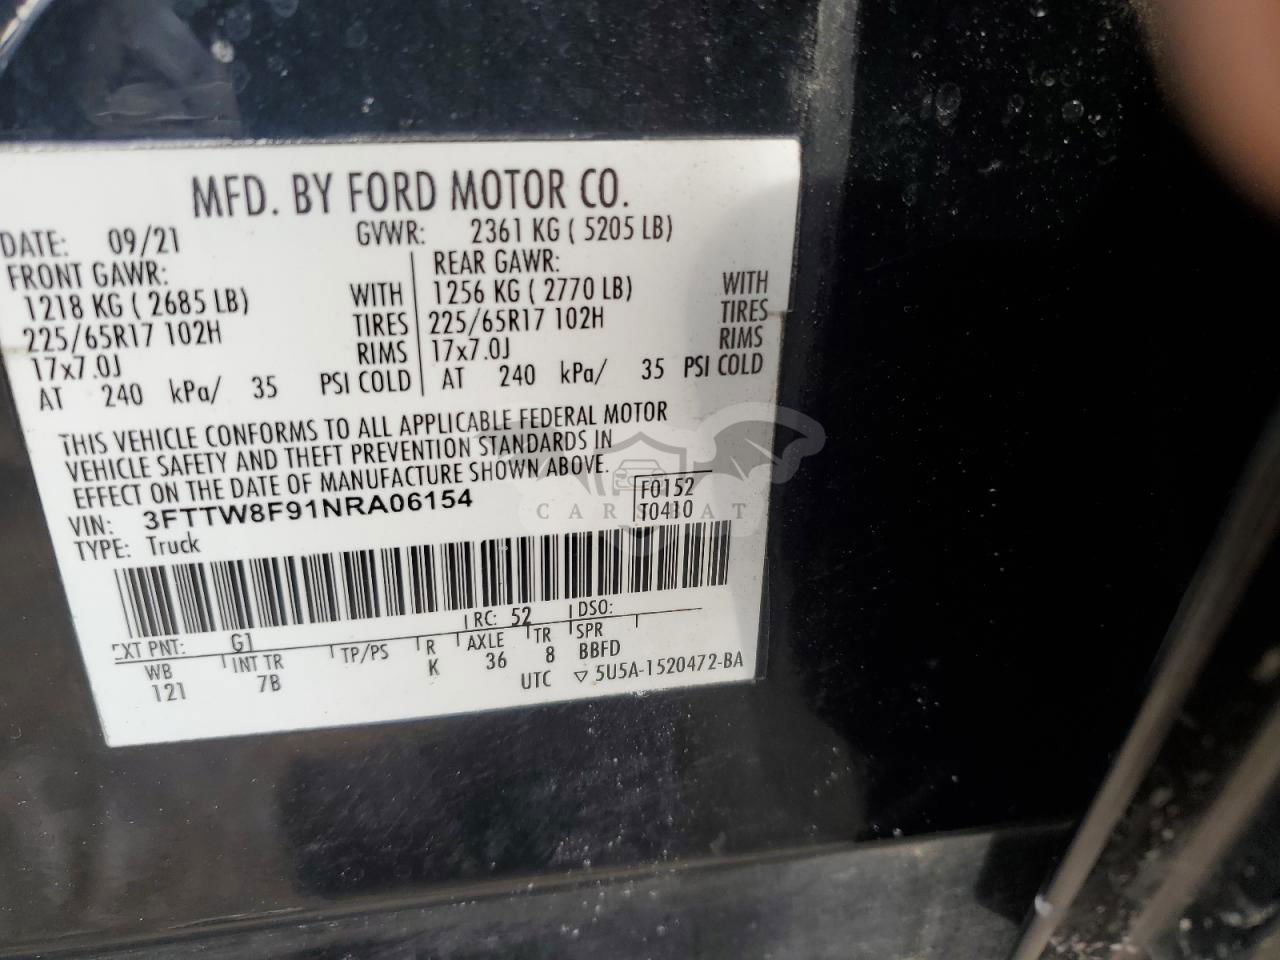 MFD. BY FORD MOTOR CO.
DATE: 09/21 GVWR: 2361 KG ( 5205 LB)
FRONT GAWR: REAR GAWR:
1218 KG ( 2685 LB) WITH 1256 KG ( 2770 LB) WITH
225/65R17 102H TIRES 225/65R17 102H TIRES
17x7.0J RIMS 17x7.0J RIMS
AT 240 kPa/ 35 PSI COLD AT 240 kPa/ 35 PSI COLD
THIS VEHICLE CONFORMS TO ALL APPLICABLE FEDERAL MOTOR
VEHICLE SAFETY AND THEFT PREVENTION STANDARDS IN
EFFECT ON THE DATE OF MANUFACTURE SHOWN ABOVE.
VIN: 3FTTW8F91NRA06154 F0152
TYPE: Truck T0410
EXT PNT: G1 RC: 52 DSO:
WB INT TR TP/PS R AXLE TR SPR
121 7B K 36 8 BBFD
UTC ▽ 5U5A-1520472-BA